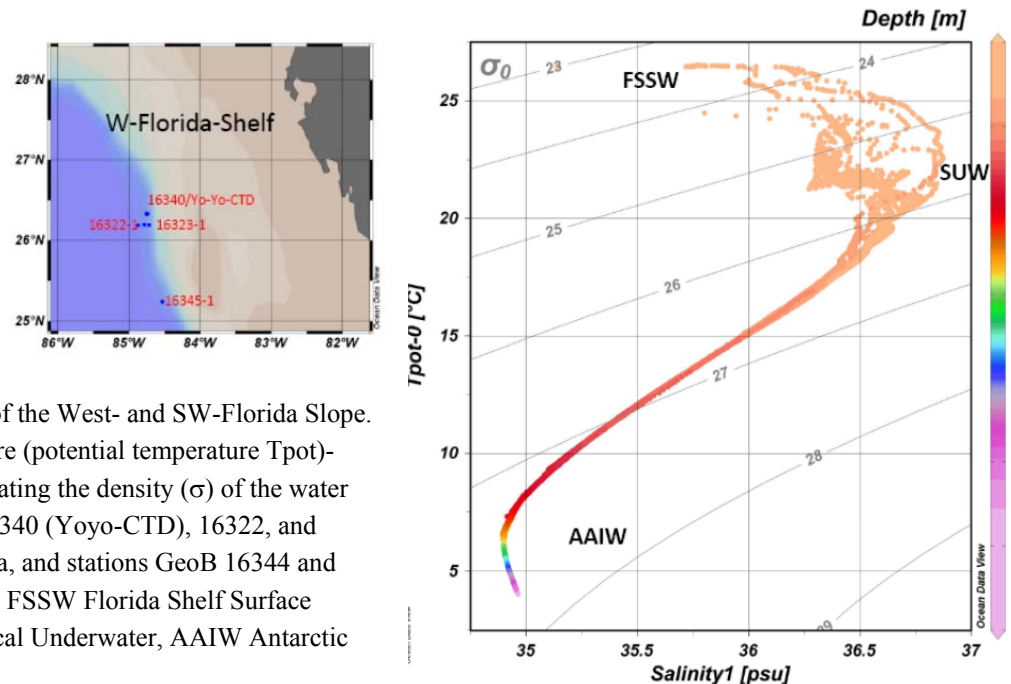 28°N
27°N
26°N
25°N
86°W
85°W
84°W
83°W
82°W
W-Florida-Shelf
16340/Yo-Yo-CTD
16322-1 16323-1
16345-1
Ocean Data View
of the West- and SW-Florida Slope.
re (potential temperature Tpot)-
ating the density (σ) of the water
340 (Yoyo-CTD), 16322, and
a, and stations GeoB 16344 and
FSSW Florida Shelf Surface
cal Underwater, AAIW Antarctic
Depth [m]
σ0
23
24
25
26
27
28
29
FSSW
SUW
AAIW
25
20
15
10
5
Tpot-0 [°C]
35
35.5
36
36.5
37
Salinity1 [psu]
Ocean Data View